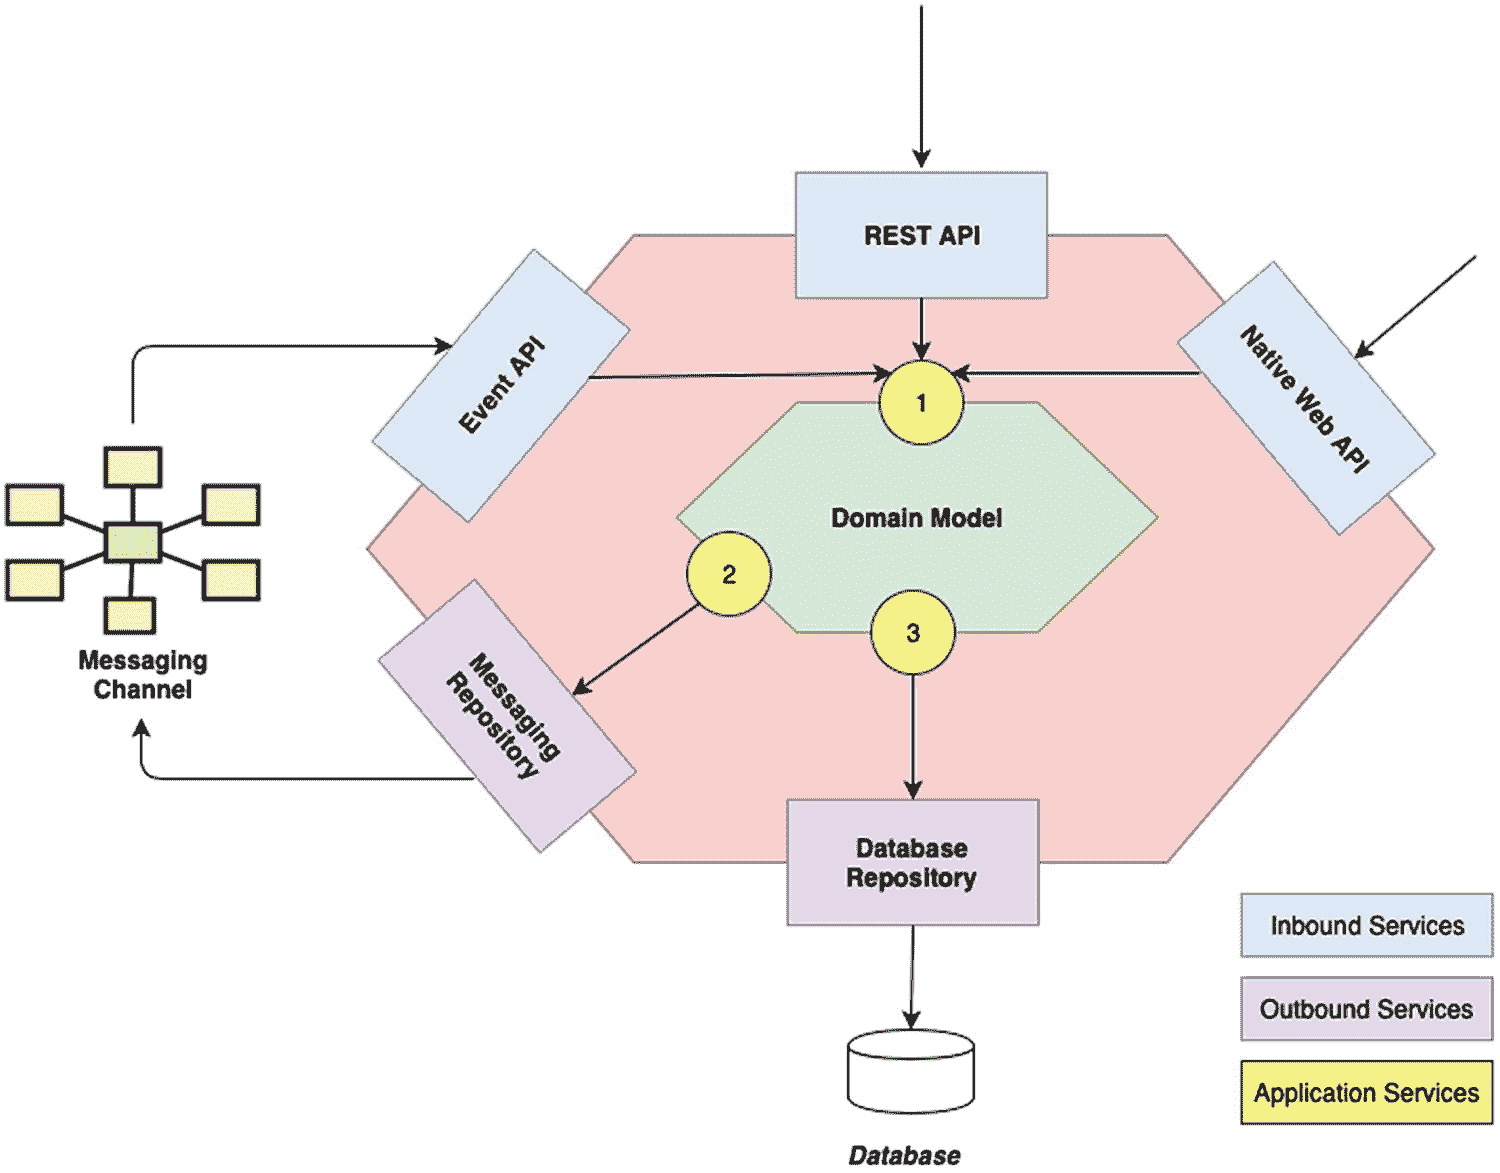 REST API
Event API
Native Web API
1
Domain Model
2
3
Messaging
Channel
Messaging
Repository
Database
Repository
Inbound Services
Outbound Services
Application Services
Database